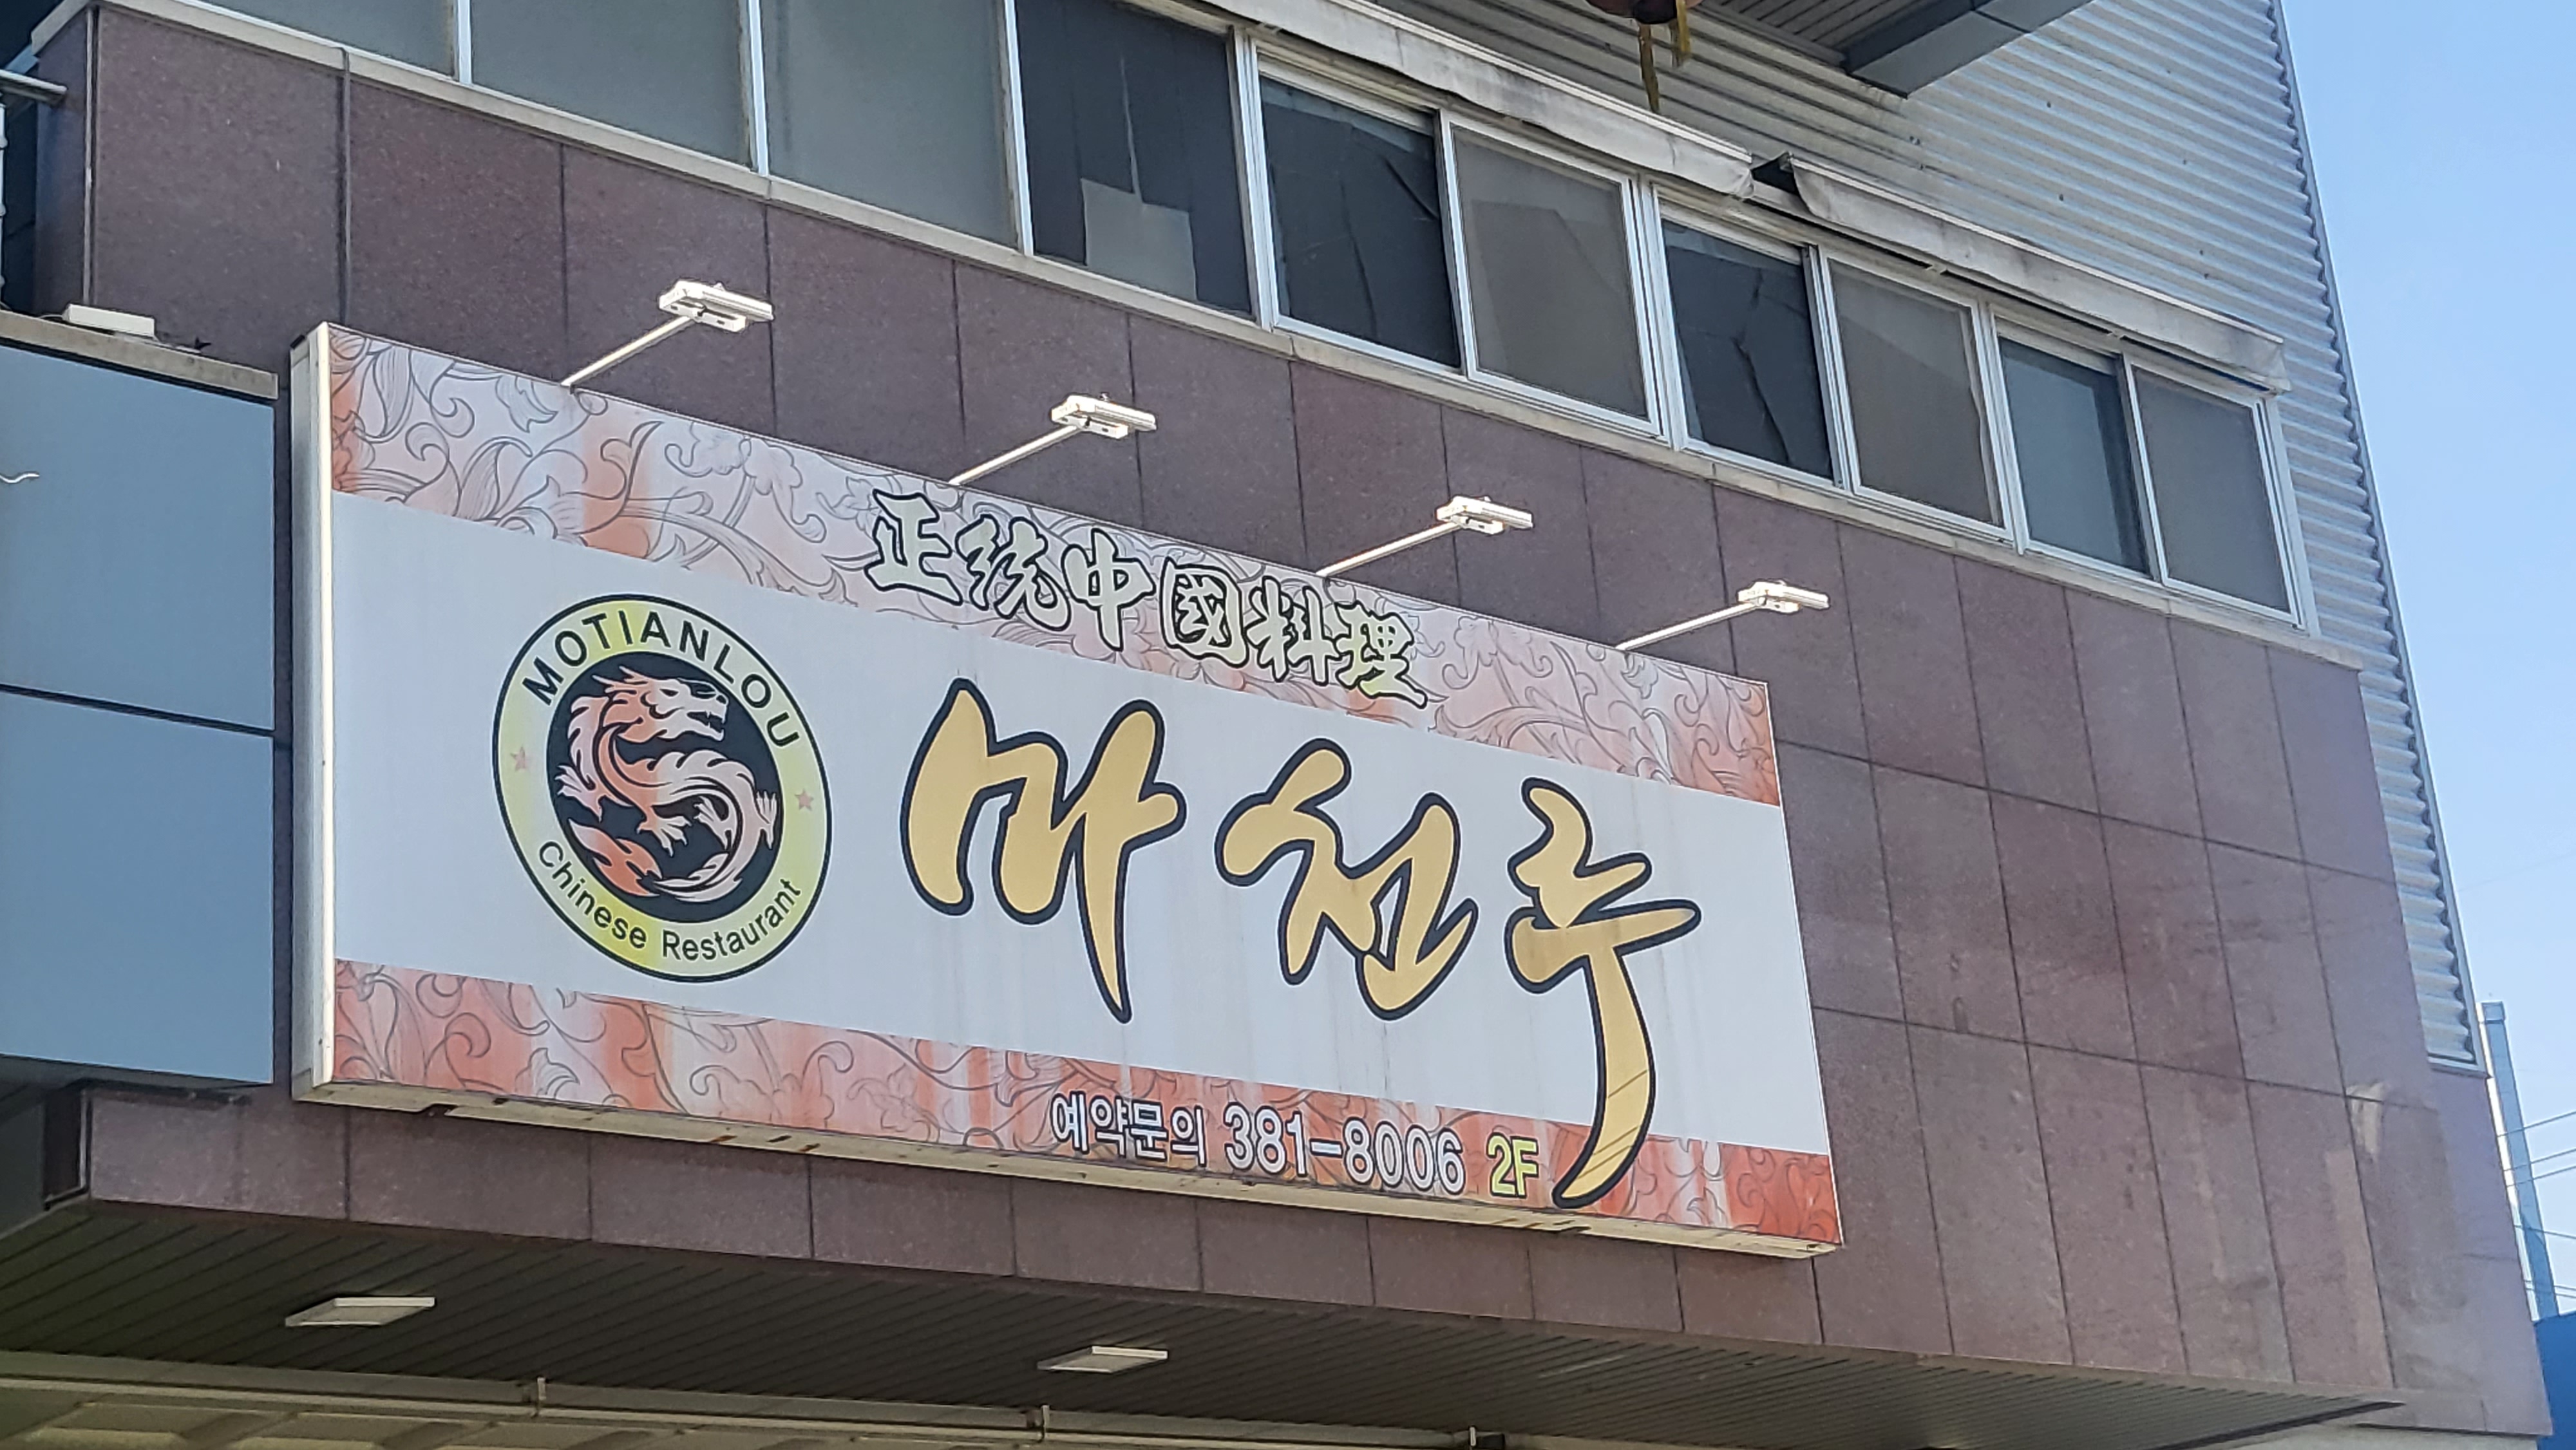 正统中國料理
MOTIANLOU
Chinese Restaurant
마천루
예약문의 381-8006 2F